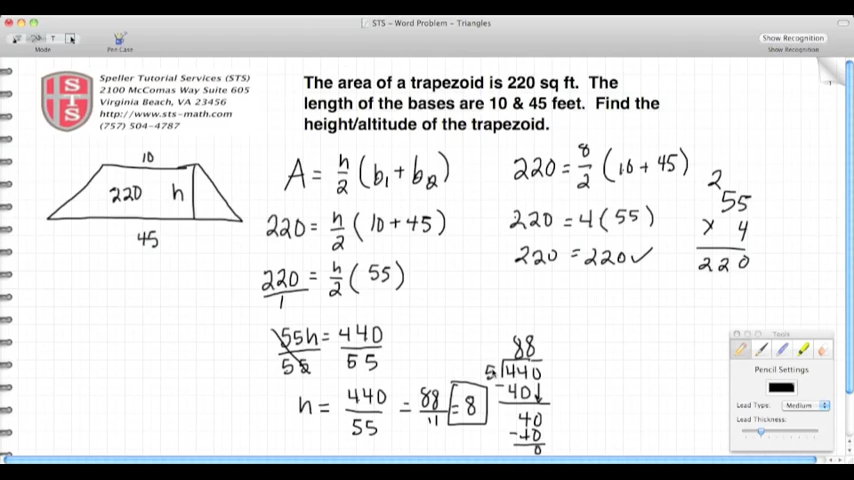 STS – Word Problem – Triangles
Mode
Pen Case
Show Recognition
Show Recognition
S
T
S
Speller Tutorial Services (STS)
2100 McComas Way Suite 605
Virginia Beach, VA 23456
http://www.sts-math.com
(757) 504-4787
The area of a trapezoid is 220 sq ft. The
length of the bases are 10 & 45 feet. Find the
height/altitude of the trapezoid.
10
220 h
45
A = h/2 (b₁ + b₂)
220 = h/2 (10 + 45)
220/1 = h/2 (55)
55h/55 = 440/55
h = 440/55 = 88/11 = 8
88
5√440
-40↓
40
-40
0
220 = 8/2 (10 + 45)
220 = 4 (55)
220 = 220 ✓
2
55
x 4
220
Tools
Pencil Settings
Lead Type: Medium
Lead Thickness: